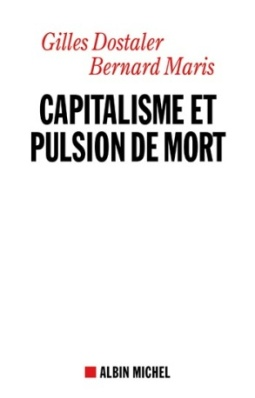 Gilles Dostaler
Bernard Maris
CAPITALISME ET
PULSION DE MORT
ALBIN MICHEL